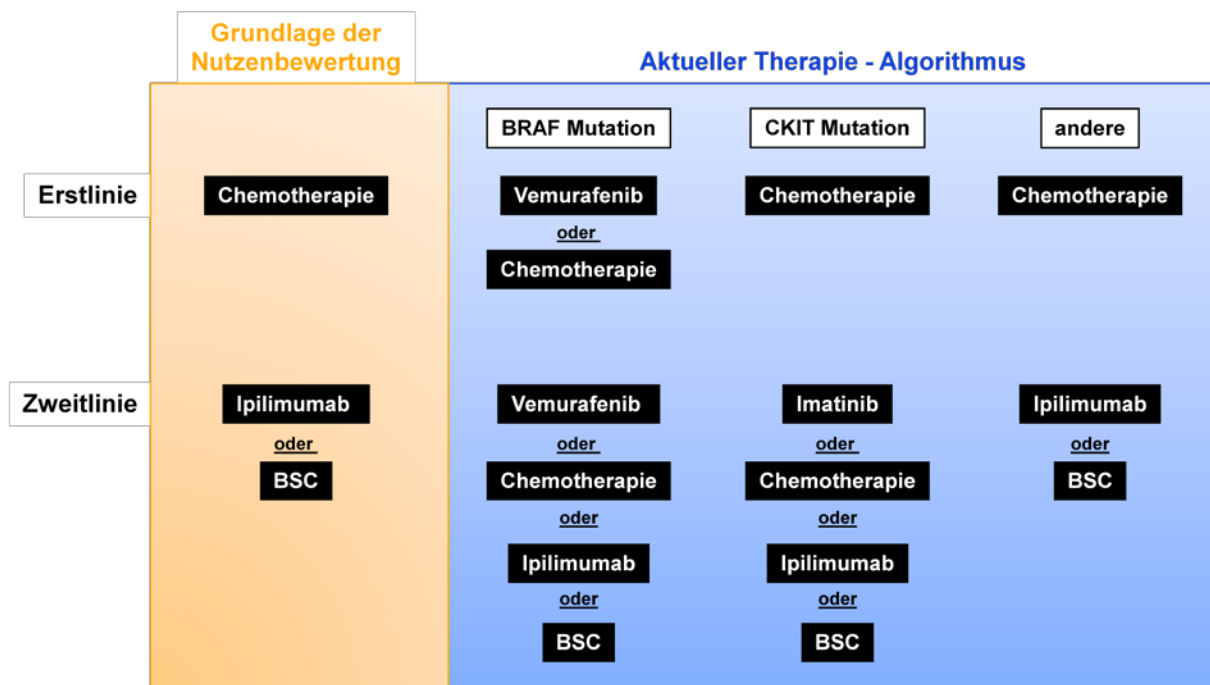 Grundlage der
Nutzenbewertung
Aktueller Therapie - Algorithmus
BRAF Mutation
CKIT Mutation
andere
Erstlinie
Chemotherapie
Vemurafenib
oder
Chemotherapie
Chemotherapie
Chemotherapie
Zweitlinie
Ipilimumab
oder
BSC
Vemurafenib
oder
Chemotherapie
oder
Ipilimumab
oder
BSC
Imatinib
oder
Chemotherapie
oder
Ipilimumab
oder
BSC
Ipilimumab
oder
BSC